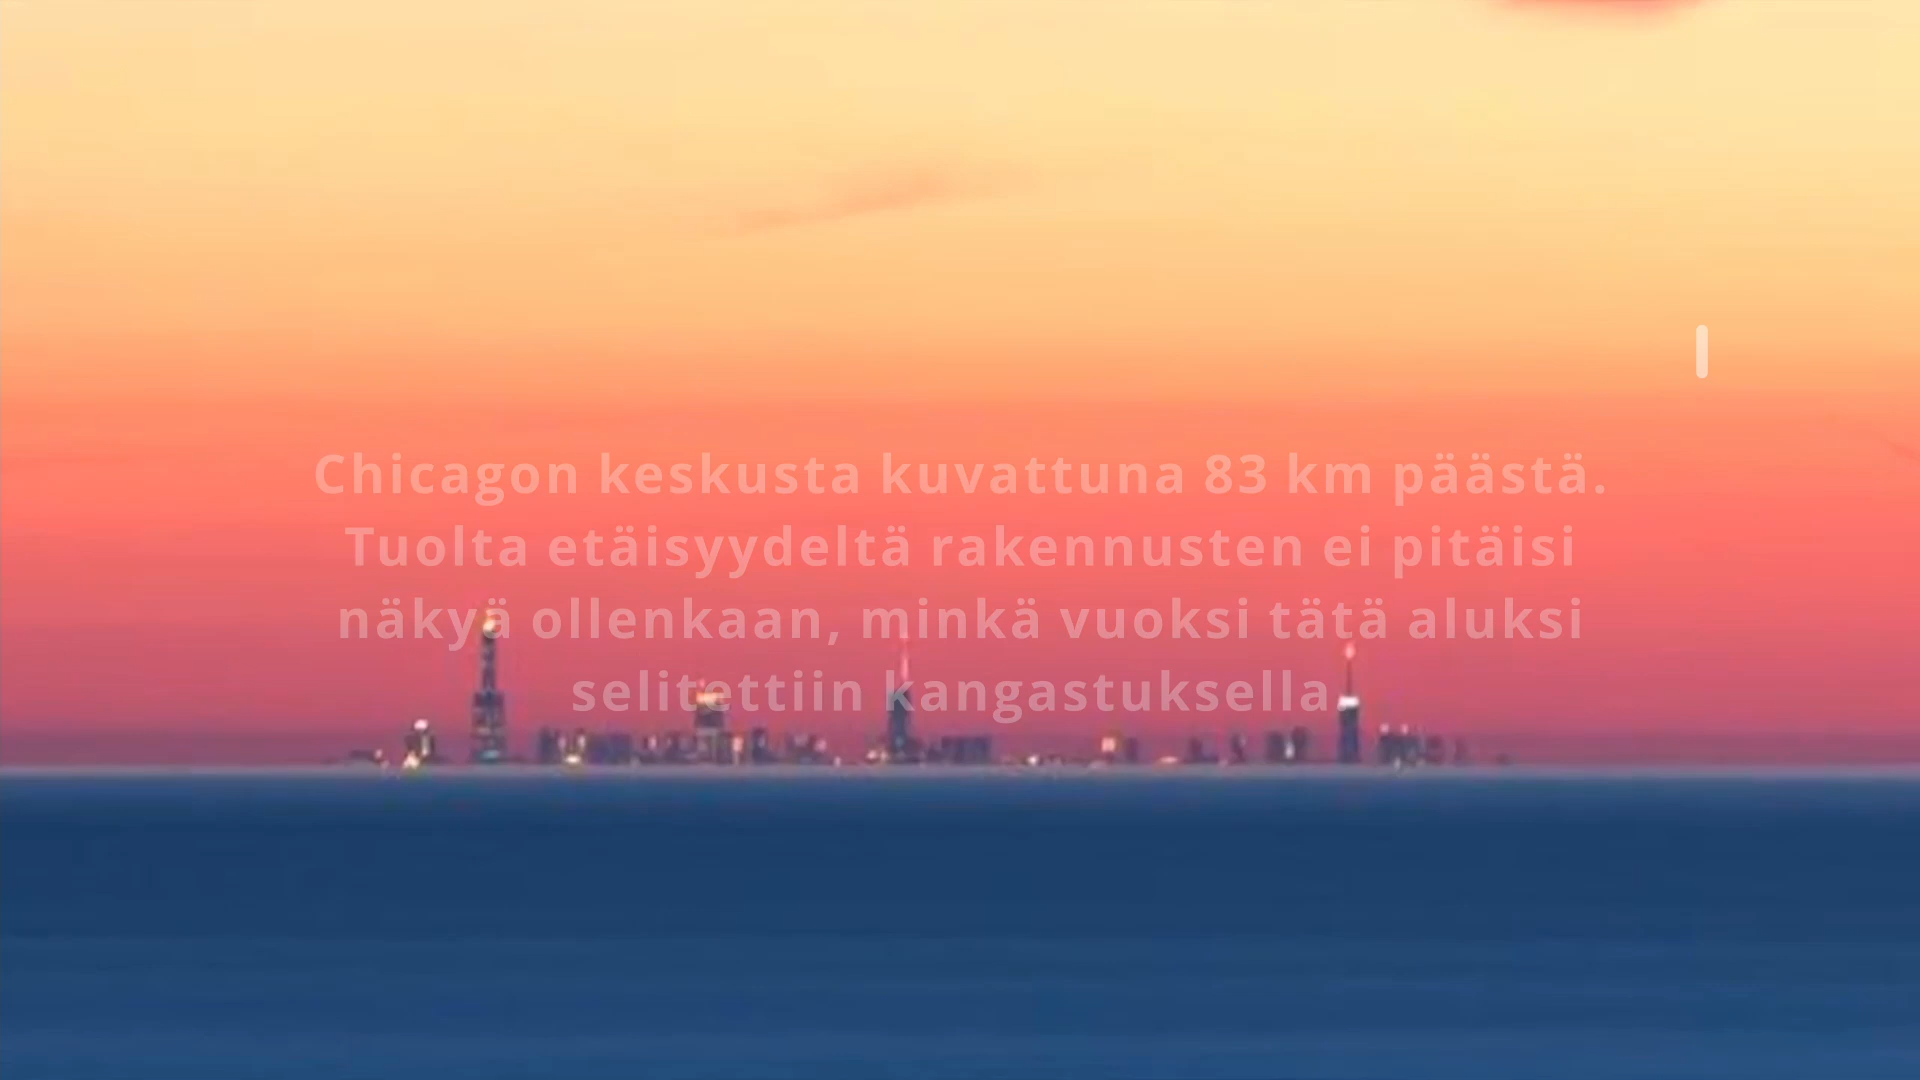 Chicagon keskusta kuvattuna 83 km päästä.
Tuolta etäisyydeltä rakennusten ei pitäisi
näkyä ollenkaan, minkä vuoksi tätä aluksi
selitettiin kangastuksella.